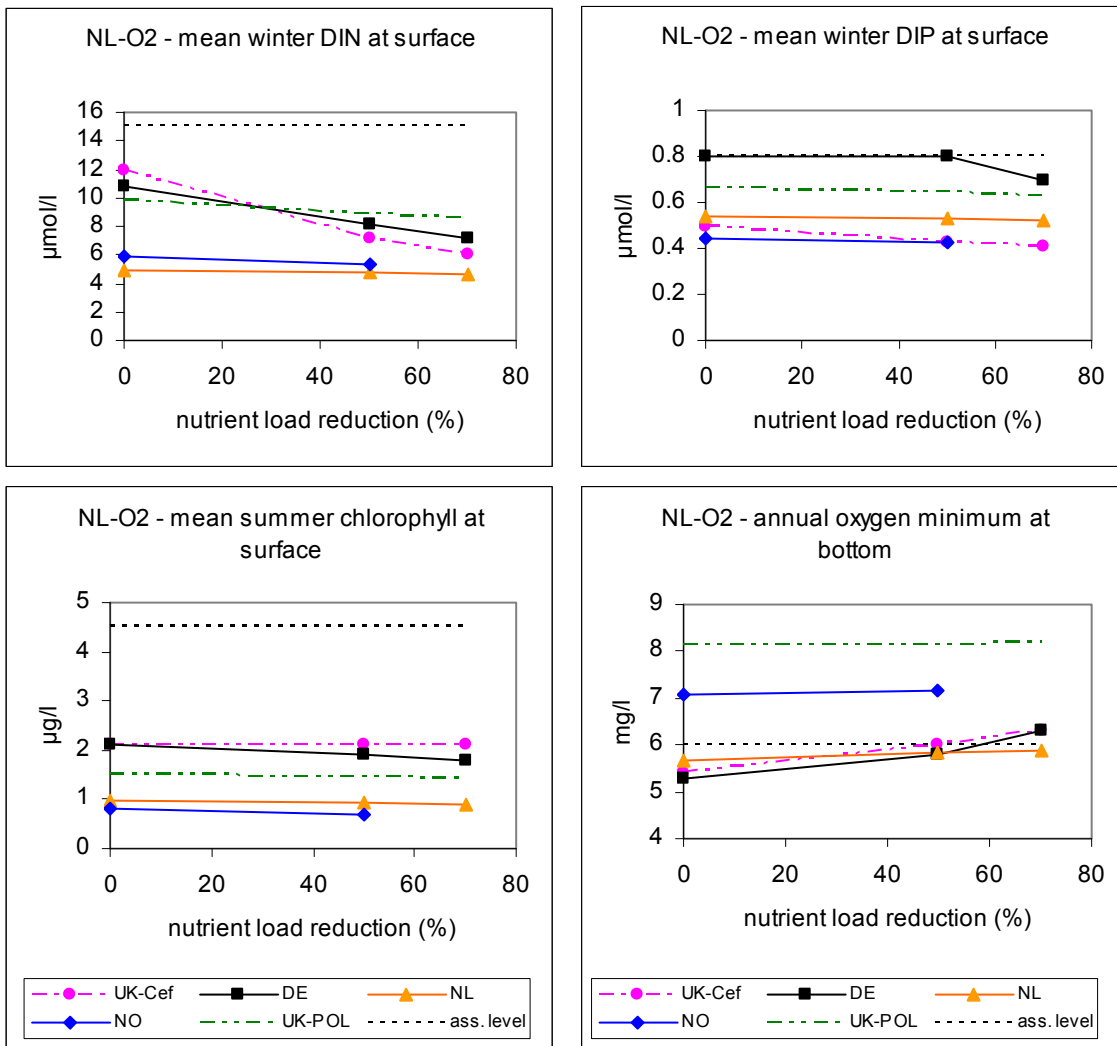 NL-O2 - mean winter DIN at surface
16
14
12
10
8
6
4
2
0
µmol/l
0 20 40 60 80
nutrient load reduction (%)
NL-O2 - mean winter DIP at surface
1
0.8
0.6
0.4
0.2
0
µmol/l
0 20 40 60 80
nutrient load reduction (%)
NL-O2 - mean summer chlorophyll at
surface
5
4
3
2
1
0
µg/l
0 20 40 60 80
nutrient load reduction (%)
UK-Cef DE NL
NO UK-POL ass. level
NL-O2 - annual oxygen minimum at
bottom
9
8
7
6
5
4
mg/l
0 20 40 60 80
nutrient load reduction (%)
UK-Cef DE NL
NO UK-POL ass. level